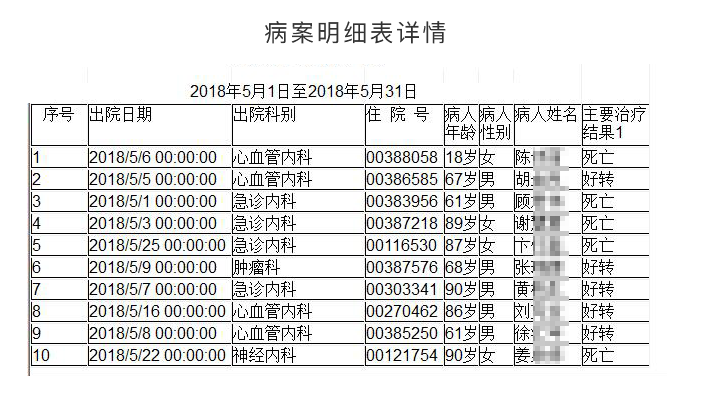 病案明细表详情
2018年5月1日至2018年5月31日
序号 出院日期 出院科别 住 院 号 病人年龄 病人性别 病人姓名 主要治疗结果1
1 2018/5/6 00:00:00 心血管内科 00388058 18岁 女 陈 死亡
2 2018/5/5 00:00:00 心血管内科 00386585 67岁 男 胡 好转
3 2018/5/1 00:00:00 急诊内科 00383956 61岁 男 顾 死亡
4 2018/5/3 00:00:00 急诊内科 00387218 89岁 女 谢 死亡
5 2018/5/25 00:00:00 急诊内科 00116530 87岁 女 卞 死亡
6 2018/5/9 00:00:00 肿瘤科 00387576 68岁 男 张 好转
7 2018/5/7 00:00:00 急诊内科 00303341 90岁 男 黄 好转
8 2018/5/16 00:00:00 心血管内科 00270462 86岁 男 刘 好转
9 2018/5/8 00:00:00 心血管内科 00385250 61岁 男 徐 好转
10 2018/5/22 00:00:00 神经内科 00121754 90岁 女 姜 死亡